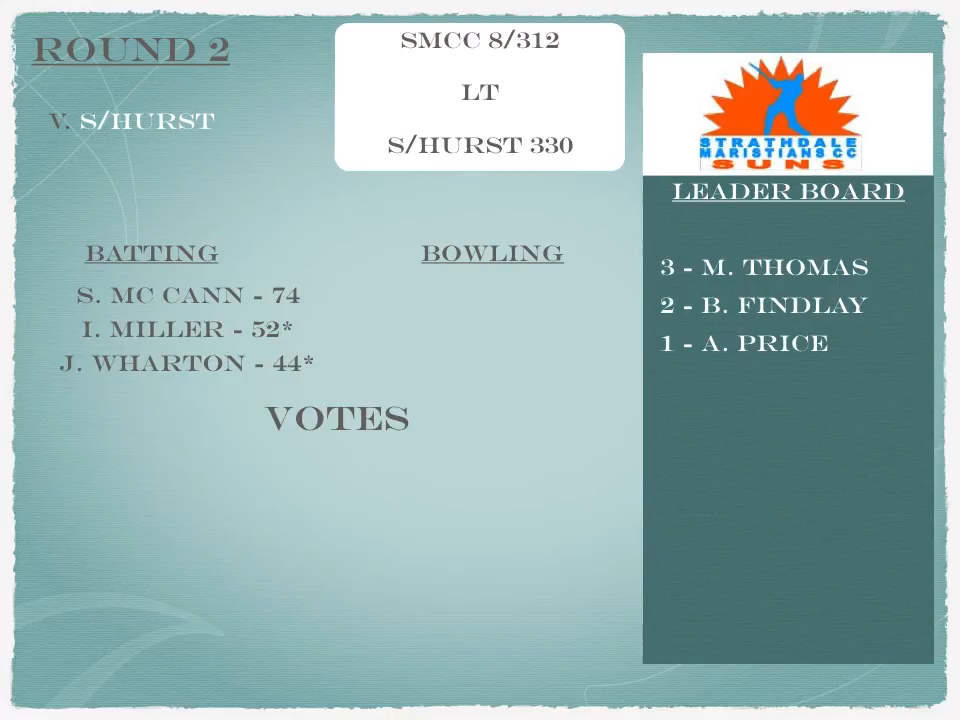 ROUND 2
V. S/HURST
SMCC 8/312
LT
S/HURST 330
STRATHDALE
MARISTIANS CC
SUNS
LEADER BOARD
3 - M. THOMAS
2 - B. FINDLAY
1 - A. PRICE
BATTING
S. MC CANN - 74
I. MILLER - 52*
J. WHARTON - 44*
BOWLING
VOTES